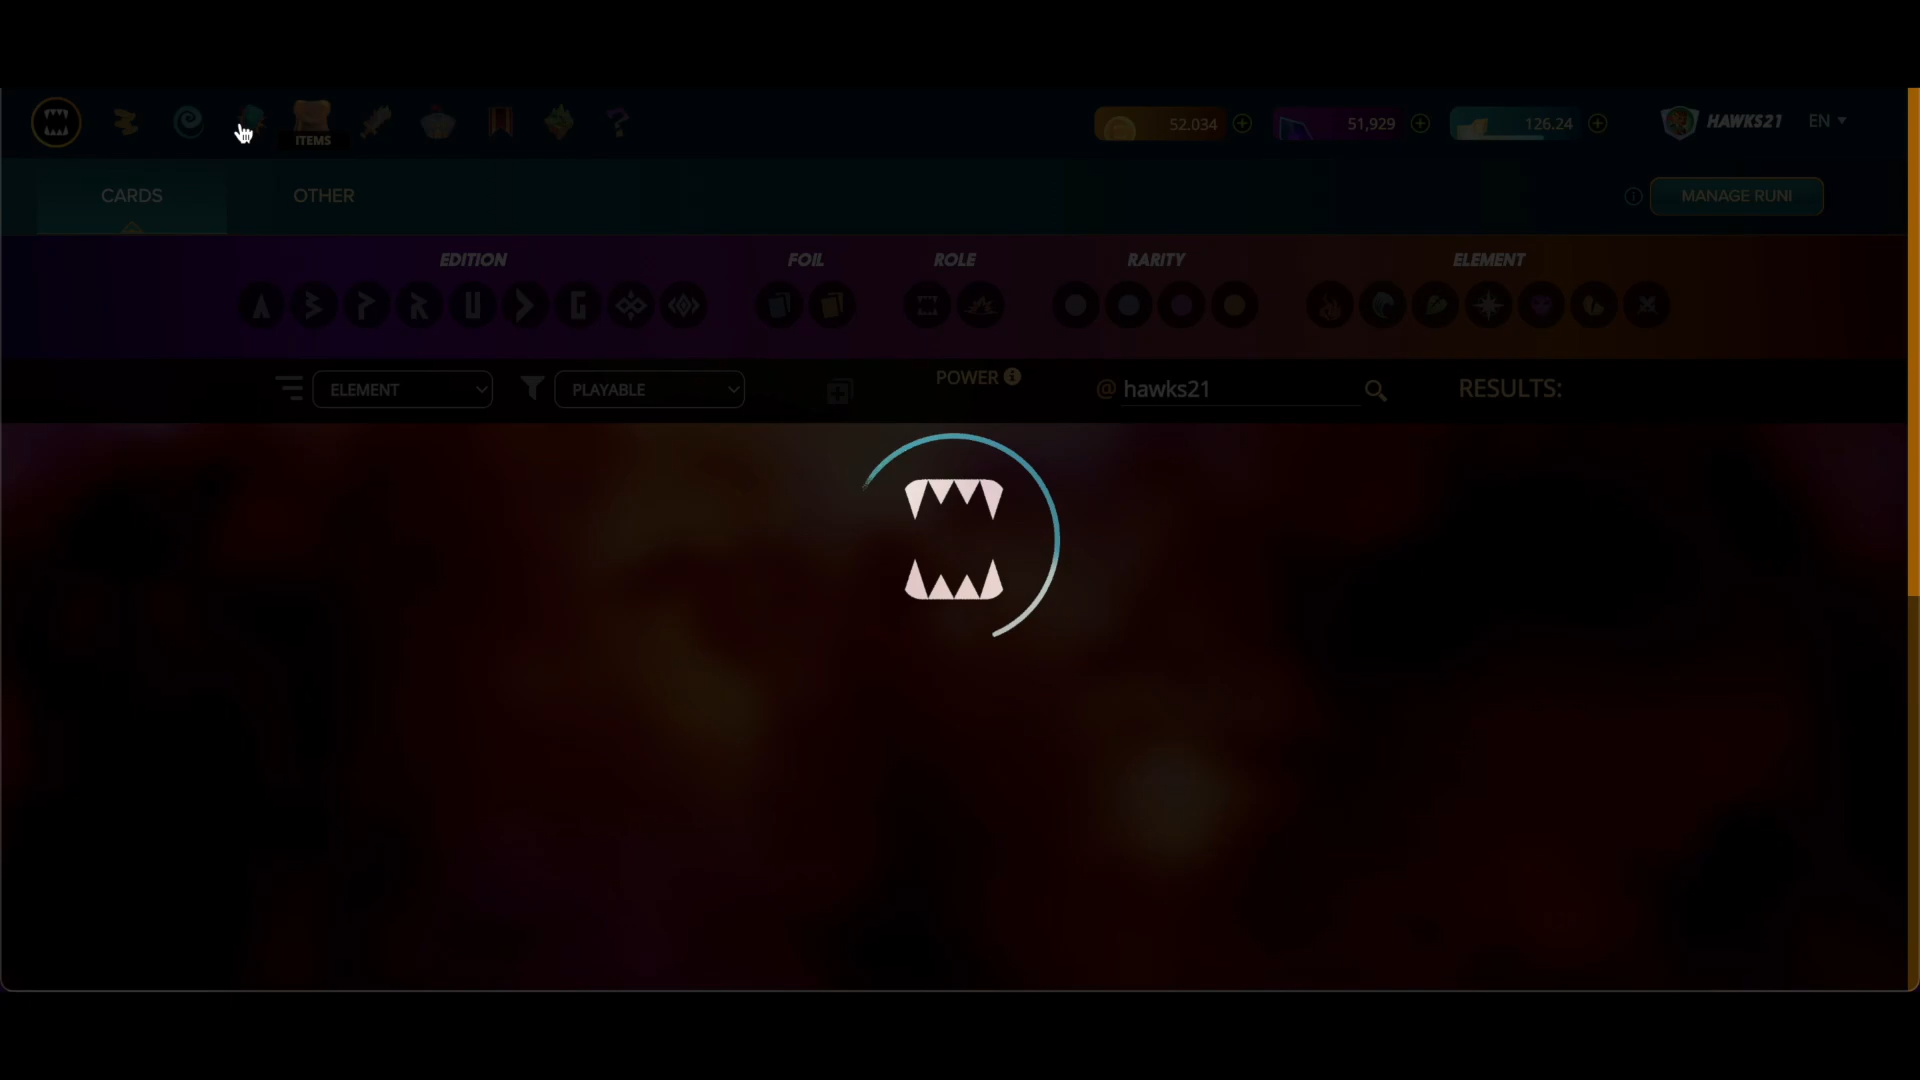 ITEMS
52.034
51,929
126.24
HAWKS21
EN
CARDS
OTHER
MANAGE RUNI
EDITION
FOIL
ROLE
RARITY
ELEMENT
ELEMENT
PLAYABLE
POWER
@ hawks21
RESULTS: